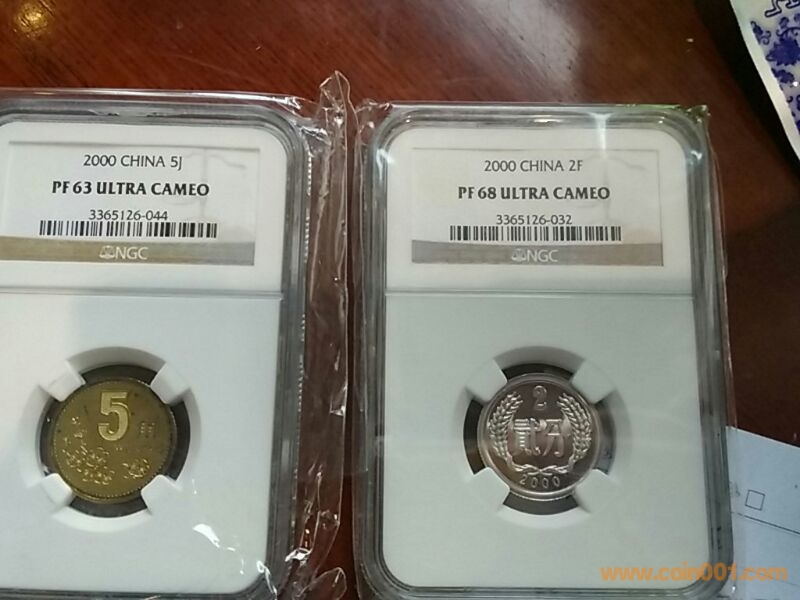 2000 CHINA 5J
PF 63 ULTRA CAMEO
3365126-044
NGC
5
角
2000 CHINA 2F
PF 68 ULTRA CAMEO
3365126-032
NGC
2
贰分
2000
www.coin001.com